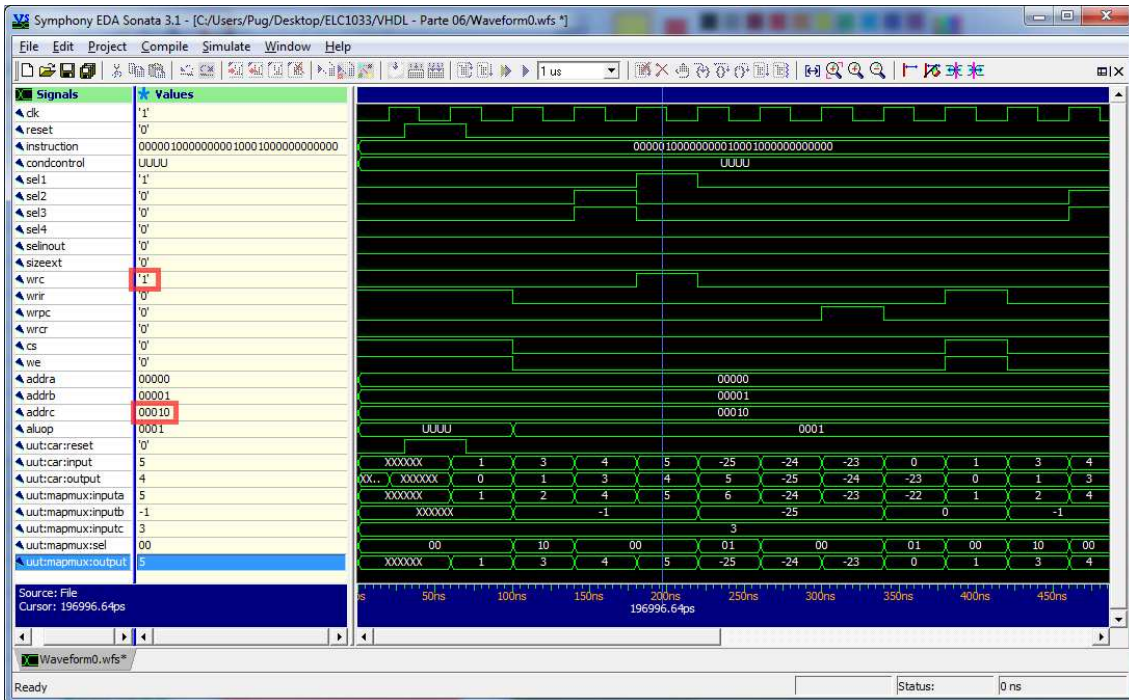 Symphony EDA Sonata 3.1 - [C:/Users/Pug/Desktop/ELC1033/VHDL - Parte 06/Waveform0.wfs *]
File Edit Project Compile Simulate Window Help
1 us
Signals Values
clk '1'
reset '0'
instruction 00000100000000010001000000000000 00000100000000010001000000000000
condcontrol UUUU UUUU
sel1 '1'
sel2 '0'
sel3 '0'
sel4 '0'
selinout '0'
sizeext '0'
wrc '1'
wrir '0'
wrpc '0'
wrcr '0'
cs '0'
we '0'
addra 00000 00000
addrb 00001 00001
addrc 00010 00010
aluop 0001 UUUU 0001
uut:car:reset '0'
uut:car:input 5 XXXXXX 1 3 4 5 -25 -24 -23 0 1 3 4
uut:car:output 4 XX.. XXXXXX 0 1 3 4 5 -25 -24 -23 0 1 3
uut:mapmux:inputa 5 XXXXXX 1 2 4 5 6 -24 -23 -22 1 2 4
uut:mapmux:inputb -1 XXXXXX -1 -25 0 -1
uut:mapmux:inputc 3 3
uut:mapmux:sel 00 00 10 00 01 00 01 00 10 00
uut:mapmux:output 5 XXXXXX 1 3 4 5 -25 -24 -23 0 1 3 4
Source: File
Cursor: 196996.64ps
50ns 100ns 150ns 200ns 250ns 300ns 350ns 400ns 450ns
196996.64ps
Waveform0.wfs*
Ready Status: 0 ns